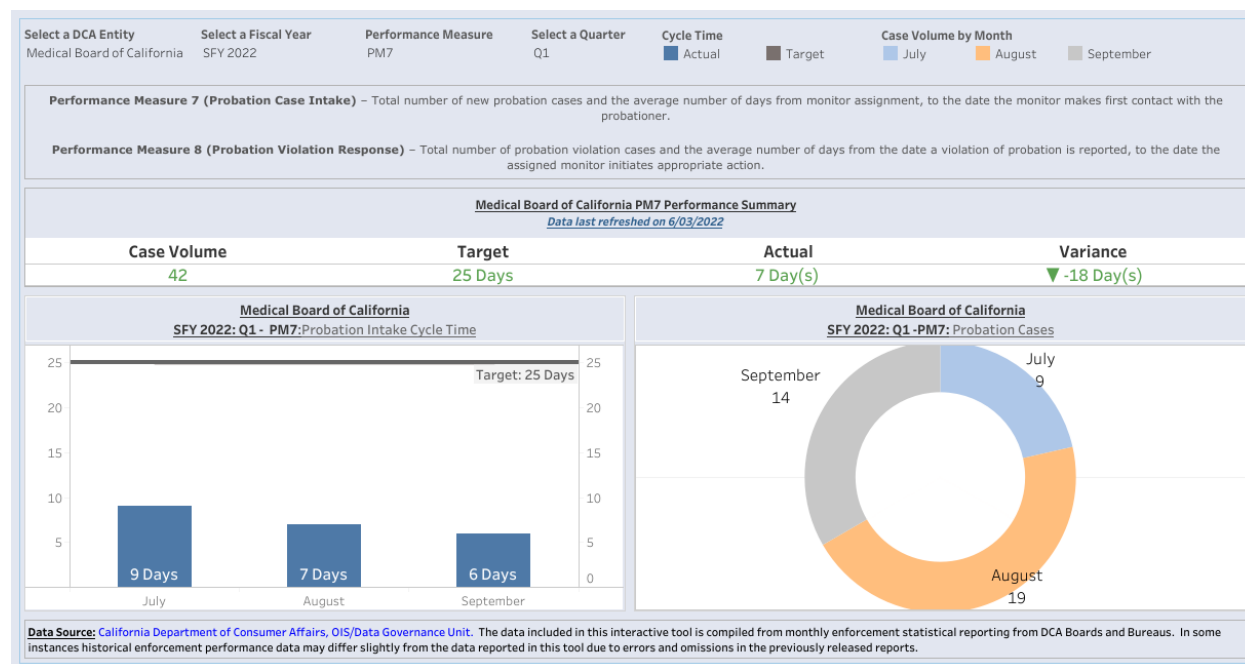 Select a DCA Entity
Medical Board of California
Select a Fiscal Year
SFY 2022
Performance Measure
PM7
Select a Quarter
Q1
Cycle Time
Actual Target
Case Volume by Month
July August September
Performance Measure 7 (Probation Case Intake) – Total number of new probation cases and the average number of days from monitor assignment, to the date the monitor makes first contact with the
probationer.
Performance Measure 8 (Probation Violation Response) – Total number of probation violation cases and the average number of days from the date a violation of probation is reported, to the date the
assigned monitor initiates appropriate action.
Medical Board of California PM7 Performance Summary
Data last refreshed on 6/03/2022
Case Volume Target Actual Variance
42 25 Days 7 Day(s) ▼ -18 Day(s)
Medical Board of California
SFY 2022: Q1 - PM7:Probation Intake Cycle Time
25 25
Target: 25 Days
20 20
15 15
10 10
5 5
0
9 Days 7 Days 6 Days
July August September
Medical Board of California
SFY 2022: Q1 -PM7: Probation Cases
July
9
September
14
August
19
Data Source: California Department of Consumer Affairs, OIS/Data Governance Unit. The data included in this interactive tool is compiled from monthly enforcement statistical reporting from DCA Boards and Bureaus. In some
instances historical enforcement performance data may differ slightly from the data reported in this tool due to errors and omissions in the previously released reports.